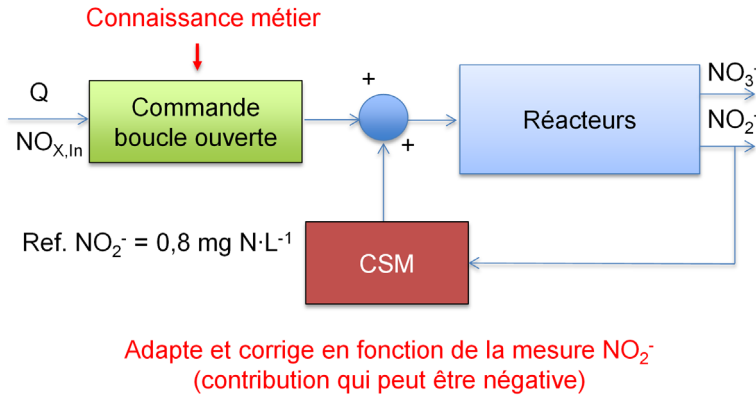 Connaissance métier
Q
NO_X,In
Commande
boucle ouverte
+
+
Réacteurs
NO₃⁻
NO₂⁻
Ref. NO₂⁻ = 0,8 mg N·L⁻¹
CSM
Adapte et corrige en fonction de la mesure NO₂⁻
(contribution qui peut être négative)